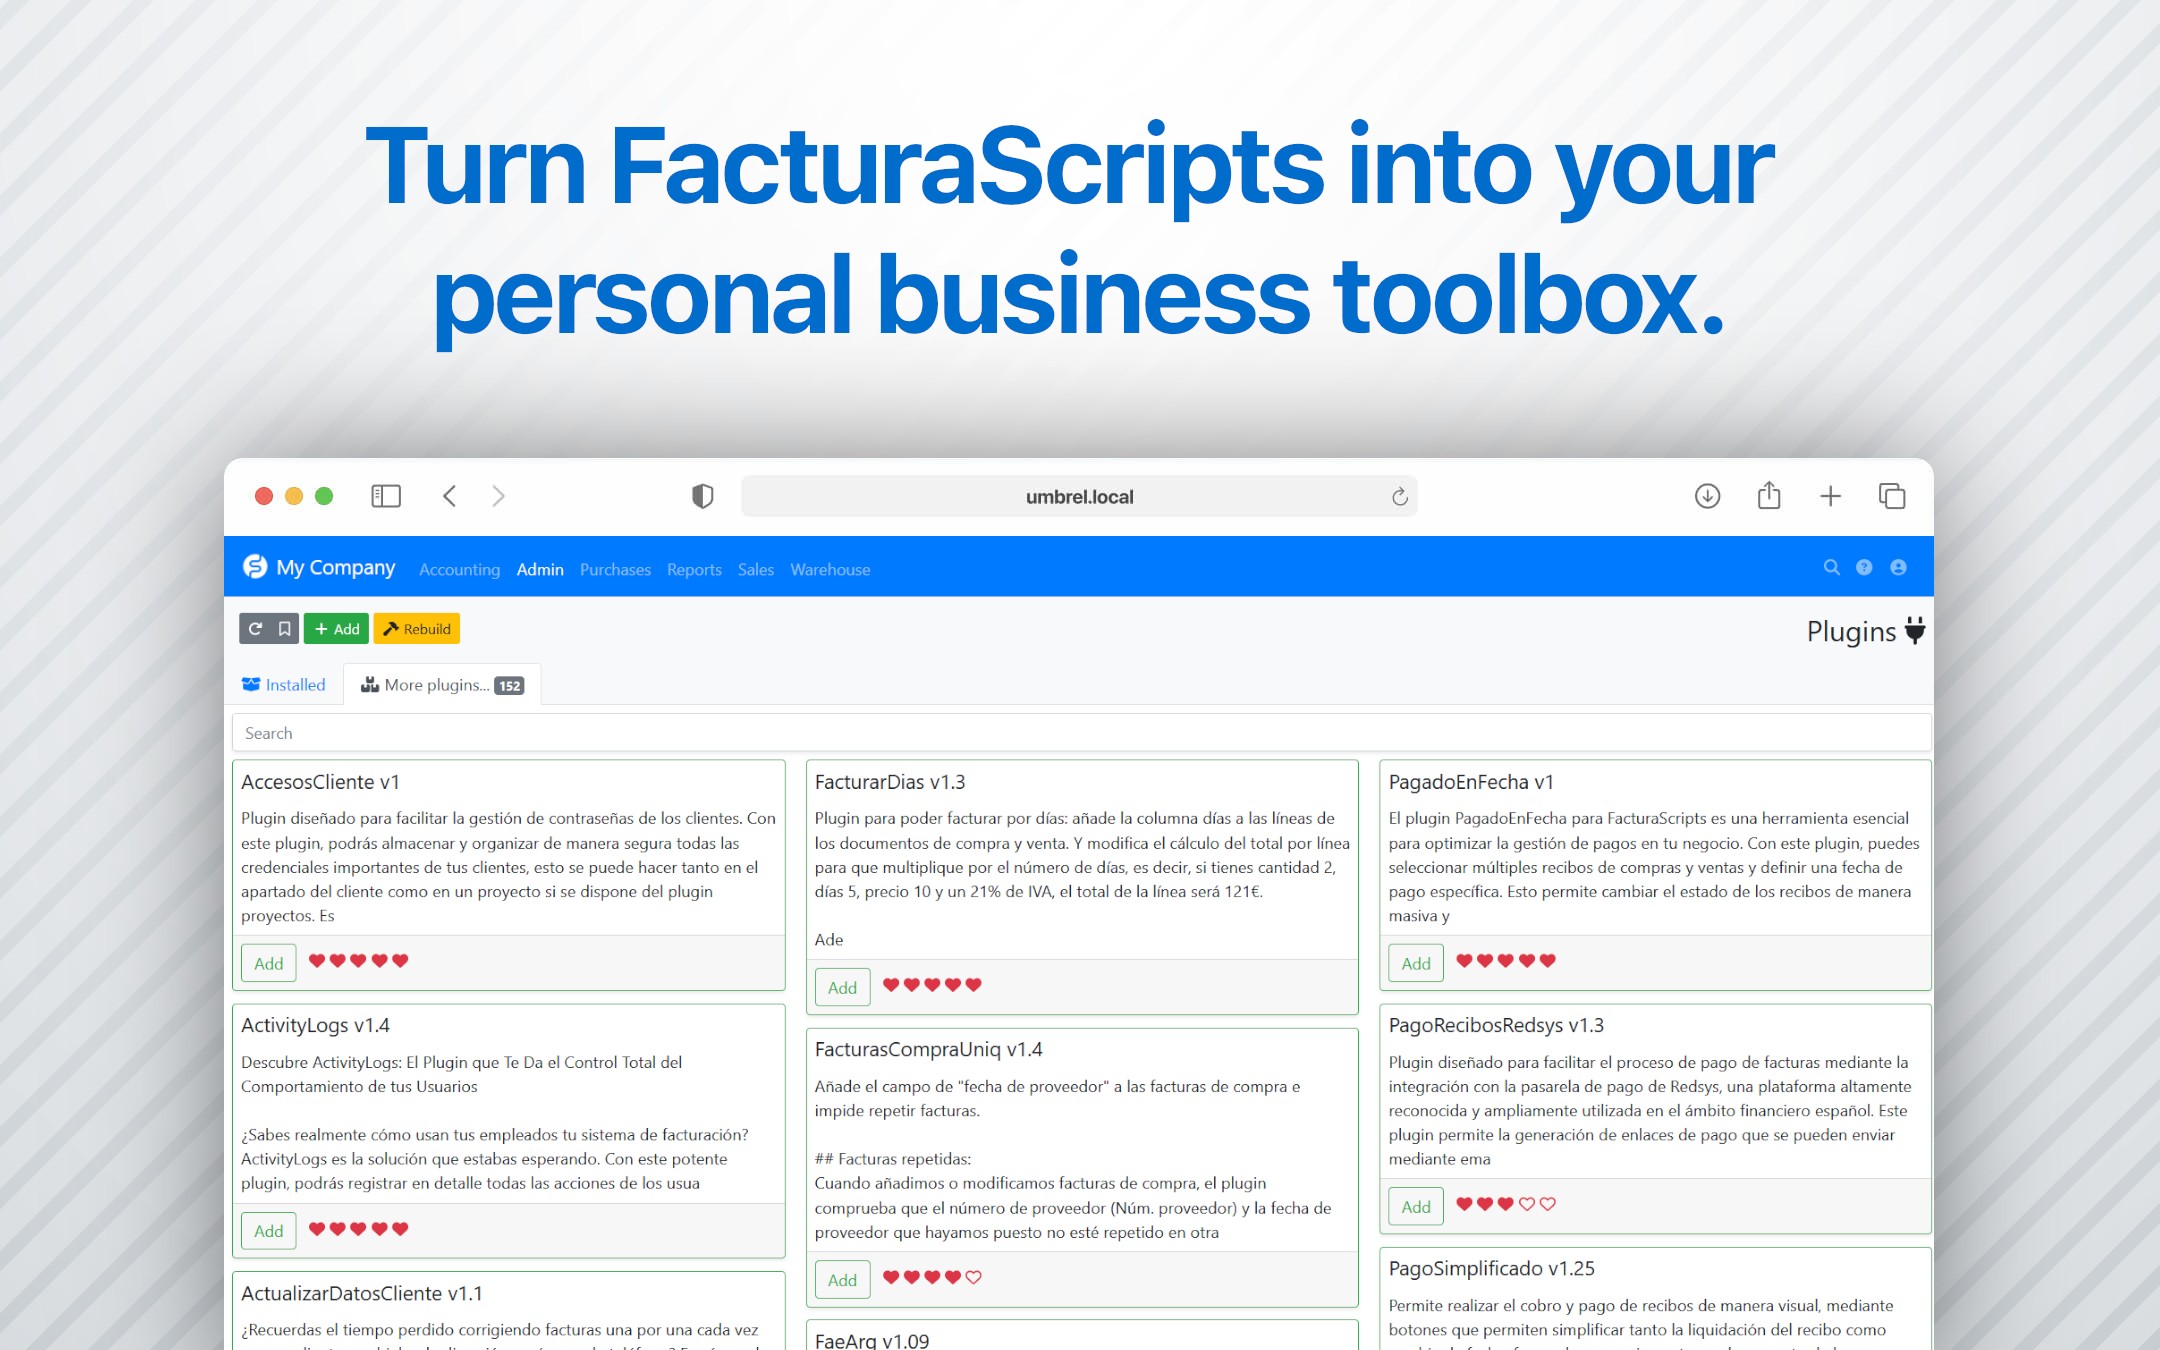 Turn FacturaScripts into your
personal business toolbox.
umbrel.local
My Company Accounting Admin Purchases Reports Sales Warehouse
Add Rebuild
Plugins
Installed More plugins... 152
Search
AccesosCliente v1
Plugin diseñado para facilitar la gestión de contraseñas de los clientes. Con
este plugin, podrás almacenar y organizar de manera segura todas las
credenciales importantes de tus clientes, esto se puede hacer tanto en el
apartado del cliente como en un proyecto si se dispone del plugin
proyectos. Es
Add
ActivityLogs v1.4
Descubre ActivityLogs: El Plugin que Te Da el Control Total del
Comportamiento de tus Usuarios
¿Sabes realmente cómo usan tus empleados tu sistema de facturación?
ActivityLogs es la solución que estabas esperando. Con este potente
plugin, podrás registrar en detalle todas las acciones de los usua
Add
ActualizarDatosCliente v1.1
¿Recuerdas el tiempo perdido corrigiendo facturas una por una cada vez
FacturarDias v1.3
Plugin para poder facturar por días: añade la columna días a las líneas de
los documentos de compra y venta. Y modifica el cálculo del total por línea
para que multiplique por el número de días, es decir, si tienes cantidad 2,
días 5, precio 10 y un 21% de IVA, el total de la línea será 121€.
Ade
Add
FacturasCompraUniq v1.4
Añade el campo de "fecha de proveedor" a las facturas de compra e
impide repetir facturas.
## Facturas repetidas:
Cuando añadimos o modificamos facturas de compra, el plugin
comprueba que el número de proveedor (Núm. proveedor) y la fecha de
proveedor que hayamos puesto no esté repetido en otra
Add
FaeArg v1.09
PagadoEnFecha v1
El plugin PagadoEnFecha para FacturaScripts es una herramienta esencial
para optimizar la gestión de pagos en tu negocio. Con este plugin, puedes
seleccionar múltiples recibos de compras y ventas y definir una fecha de
pago específica. Esto permite cambiar el estado de los recibos de manera
masiva y
Add
PagoRecibosRedsys v1.3
Plugin diseñado para facilitar el proceso de pago de facturas mediante la
integración con la pasarela de pago de Redsys, una plataforma altamente
reconocida y ampliamente utilizada en el ámbito financiero español. Este
plugin permite la generación de enlaces de pago que se pueden enviar
mediante ema
Add
PagoSimplificado v1.25
Permite realizar el cobro y pago de recibos de manera visual, mediante
botones que permiten simplificar tanto la liquidación del recibo como